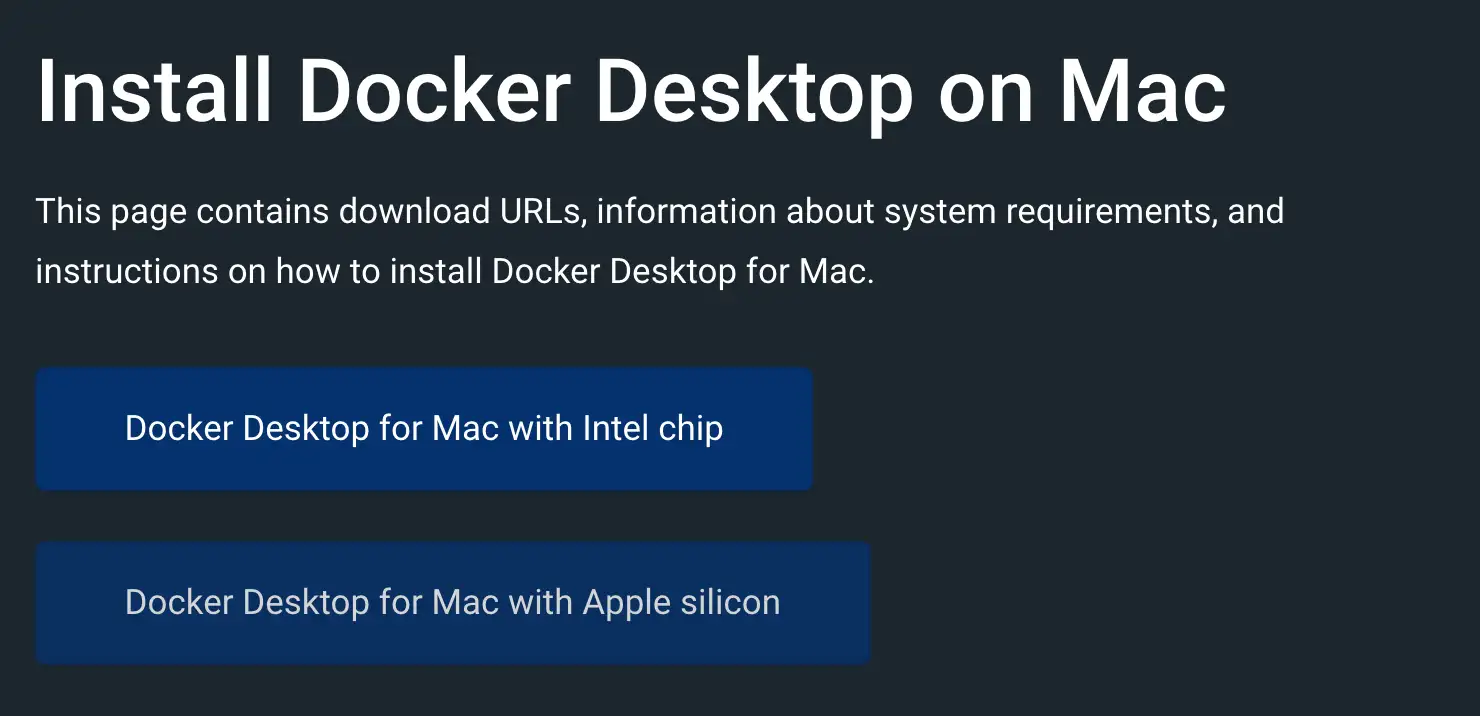 Install Docker Desktop on Mac
This page contains download URLs, information about system requirements, and
instructions on how to install Docker Desktop for Mac.
Docker Desktop for Mac with Intel chip
Docker Desktop for Mac with Apple silicon